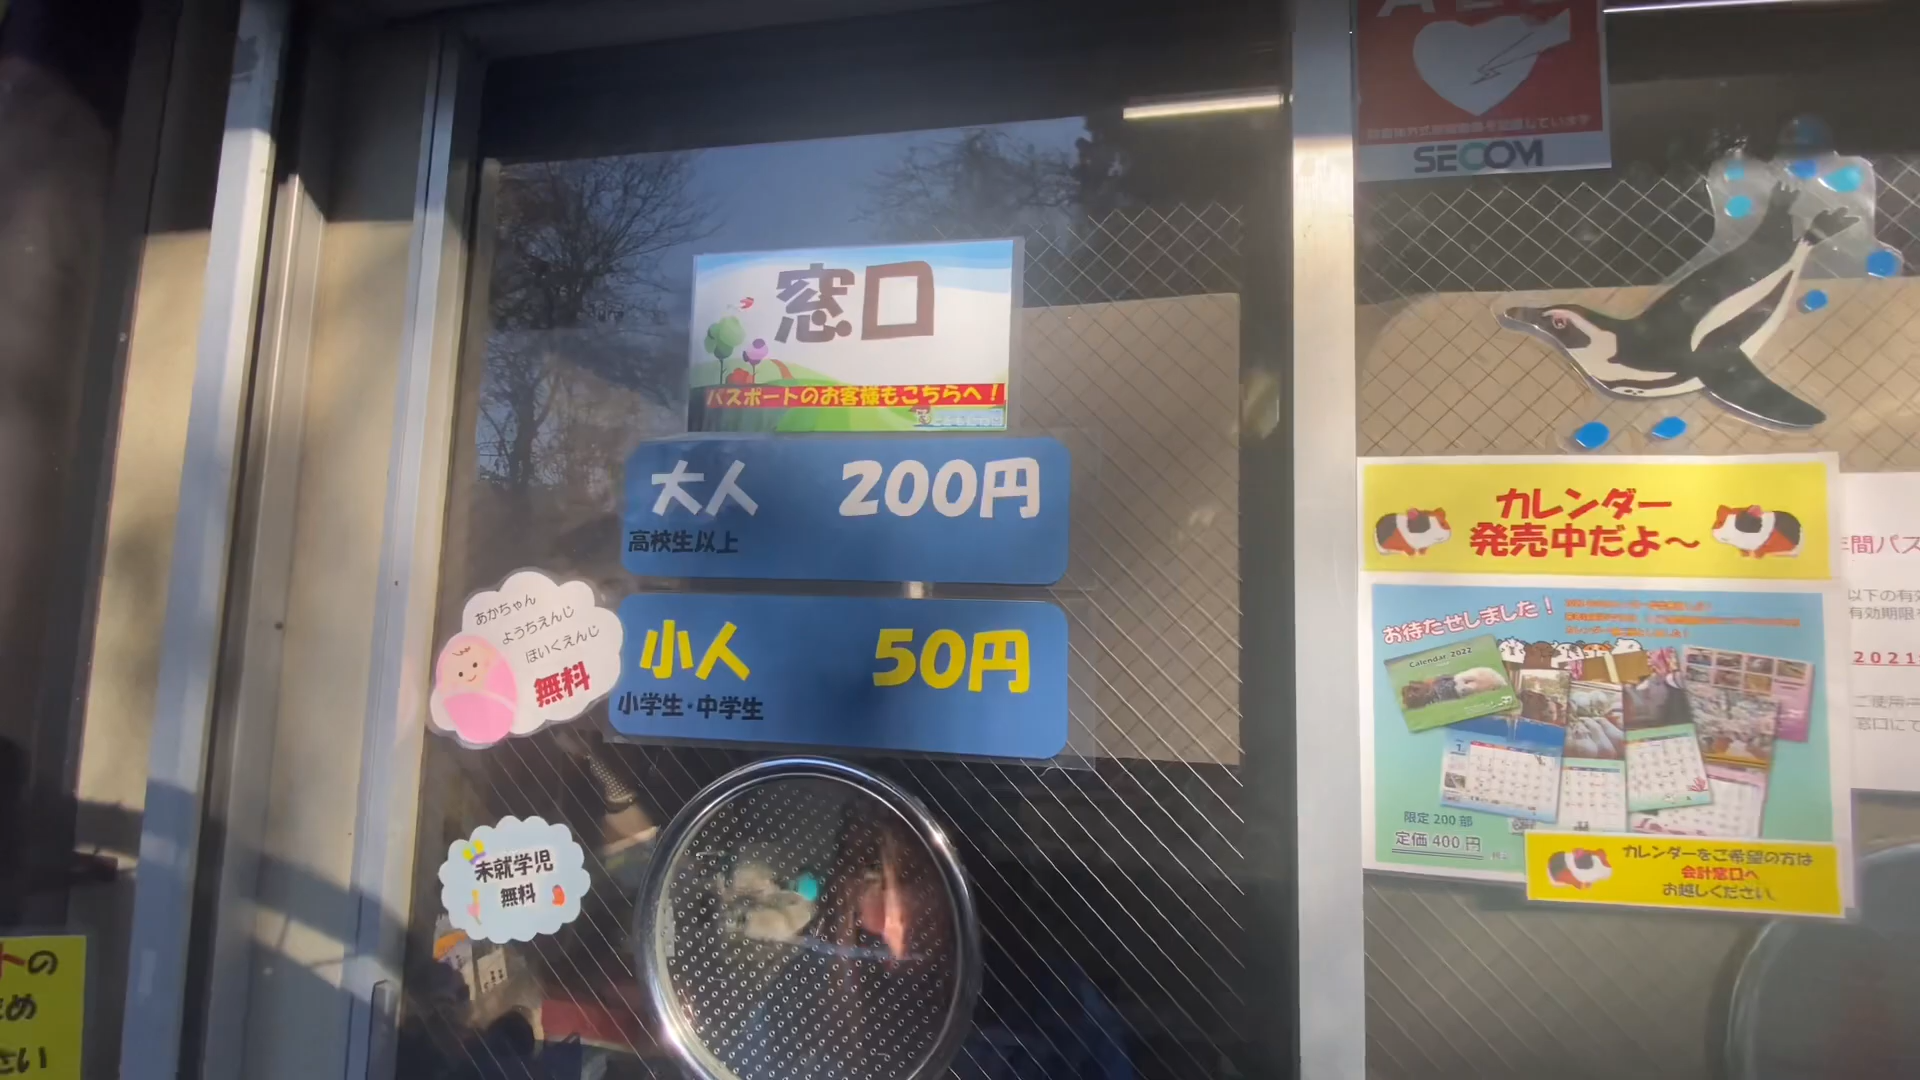 窓口
パスポートのお客様もこちらへ！
大人 200円
高校生以上
あかちゃん
ようちえんじ
ほいくえんじ
無料
小人 50円
小学生・中学生
未就学児
無料
トの
さい
SECOM
カレンダー
発売中だよ～
お待たせしました！
Calendar 2022
限定 200 部
定価 400 円
カレンダーをご希望の方は
会計窓口へ
お越しください。
間パス
以下の有効
有効期限
2021
ご使用
窓口にて